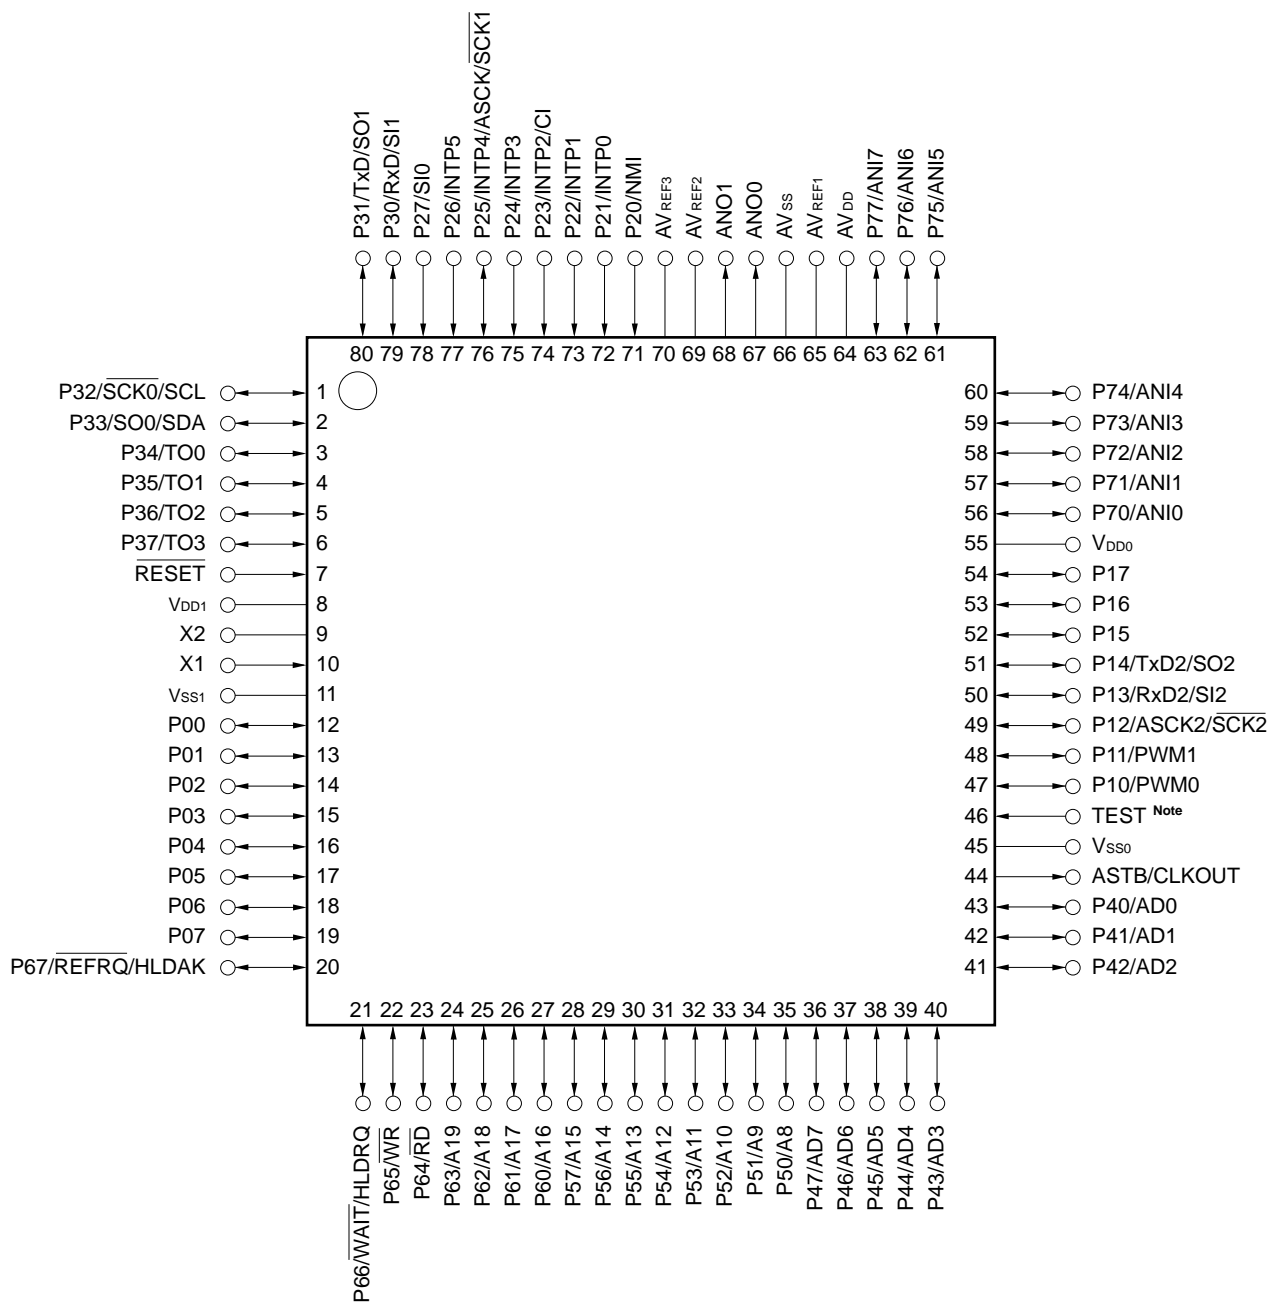 P31/TxD/SO1
P30/RxD/SI1
P27/SI0
P26/INTP5
P25/INTP4/ASCK/SCK1
P24/INTP3
P23/INTP2/CI
P22/INTP1
P21/INTP0
P20/NMI
AVREF3
AVREF2
ANO1
ANO0
AVSS
AVREF1
AVDD
P77/ANI7
P76/ANI6
P75/ANI5
80 79 78 77 76 75 74 73 72 71 70 69 68 67 66 65 64 63 62 61
P32/SCK0/SCL 1
P33/SO0/SDA 2
P34/TO0 3
P35/TO1 4
P36/TO2 5
P37/TO3 6
RESET 7
VDD1 8
X2 9
X1 10
VSS1 11
P00 12
P01 13
P02 14
P03 15
P04 16
P05 17
P06 18
P07 19
P67/REFRQ/HLDAK 20
60 P74/ANI4
59 P73/ANI3
58 P72/ANI2
57 P71/ANI1
56 P70/ANI0
55 VDD0
54 P17
53 P16
52 P15
51 P14/TxD2/SO2
50 P13/RxD2/SI2
49 P12/ASCK2/SCK2
48 P11/PWM1
47 P10/PWM0
46 TEST Note
45 VSS0
44 ASTB/CLKOUT
43 P40/AD0
42 P41/AD1
41 P42/AD2
21 22 23 24 25 26 27 28 29 30 31 32 33 34 35 36 37 38 39 40
P66/WAIT/HLDRQ
P65/WR
P64/RD
P63/A19
P62/A18
P61/A17
P60/A16
P57/A15
P56/A14
P55/A13
P54/A12
P53/A11
P52/A10
P51/A9
P50/A8
P47/AD7
P46/AD6
P45/AD5
P44/AD4
P43/AD3